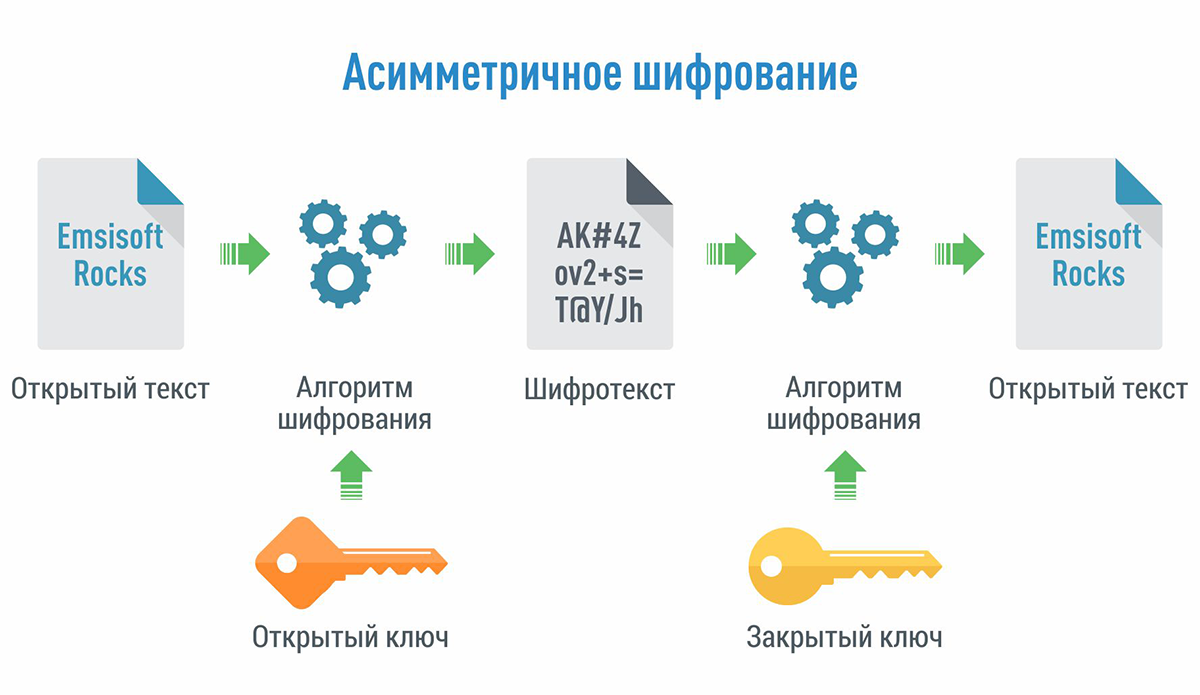 Асимметричное шифрование
Emsisoft
Rocks
AK#4Z
ov2+s=
T@Y/Jh
Emsisoft
Rocks
Открытый текст
Алгоритм
шифрования
Шифротекст
Алгоритм
шифрования
Открытый текст
Открытый ключ
Закрытый ключ